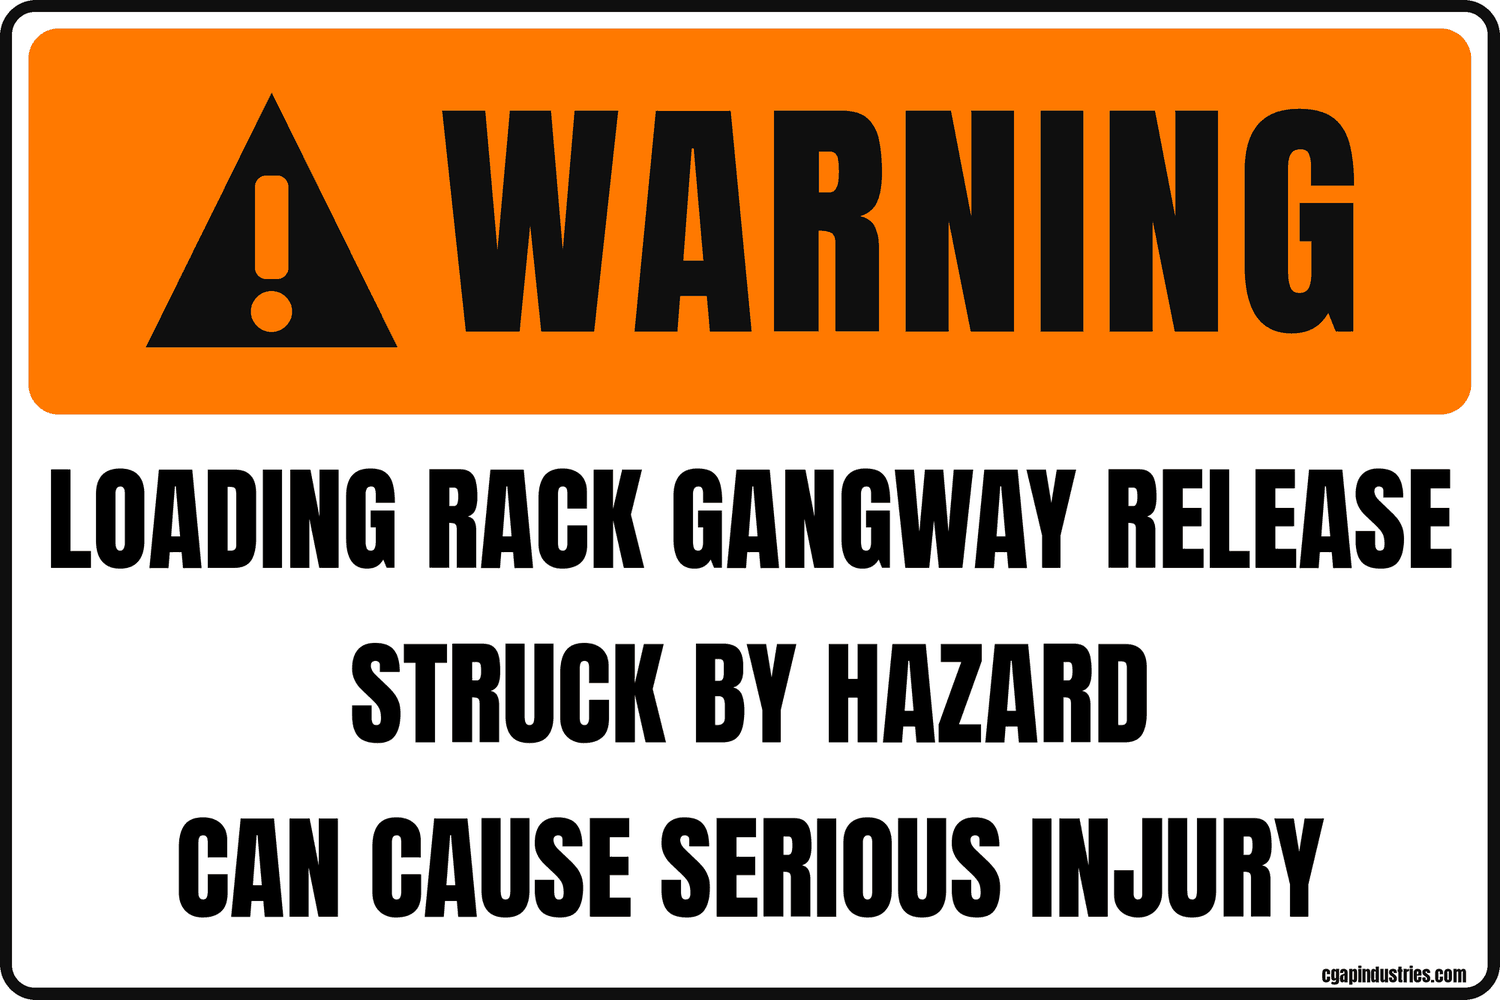 WARNING
LOADING RACK GANGWAY RELEASE
STRUCK BY HAZARD
CAN CAUSE SERIOUS INJURY
cgapindustries.com